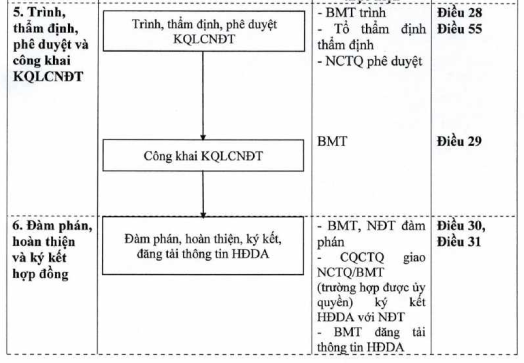 5. Trình,
thẩm định,
phê duyệt và
công khai
KQLCNĐT
Trình, thẩm định, phê duyệt
KQLCNĐT
- BMT trình
- Tổ thẩm định
thẩm định
- NCTQ phê duyệt
Điều 28
Điều 55
Công khai KQLCNĐT
BMT
Điều 29
6. Đàm phán,
hoàn thiện
và ký kết
hợp đồng
Đàm phán, hoàn thiện, ký kết,
đăng tải thông tin HĐDA
- BMT, NĐT đàm
phán
- CQCTQ giao
NCTQ/BMT
(trường hợp được ủy
quyền) ký kết
HĐDA với NĐT
- BMT đăng tải
thông tin HĐDA
Điều 30,
Điều 31